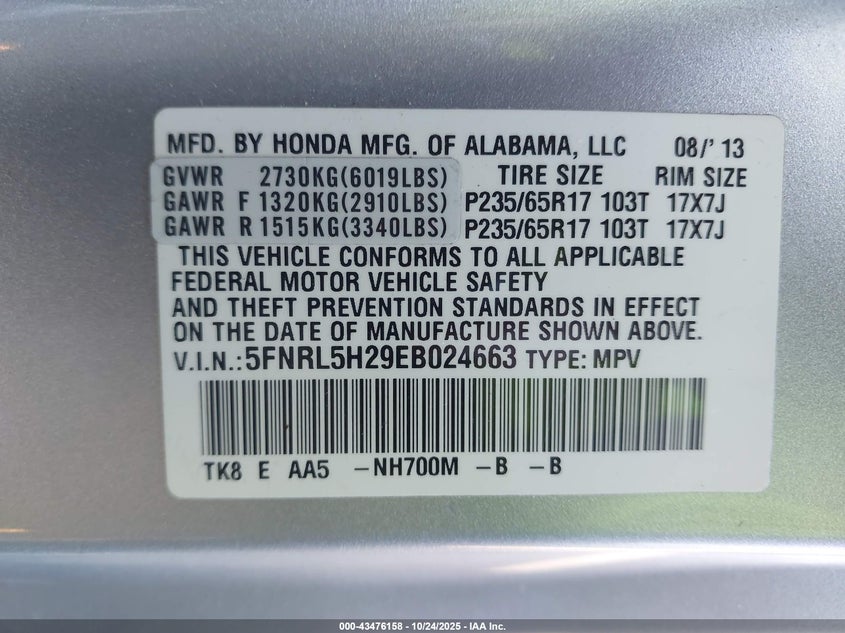 MFD. BY HONDA MFG. OF ALABAMA, LLC 08/' 13
GVWR 2730KG(6019LBS) TIRE SIZE RIM SIZE
GAWR F 1320KG(2910LBS) P235/65R17 103T 17X7J
GAWR R 1515KG(3340LBS) P235/65R17 103T 17X7J
THIS VEHICLE CONFORMS TO ALL APPLICABLE
FEDERAL MOTOR VEHICLE SAFETY
AND THEFT PREVENTION STANDARDS IN EFFECT
ON THE DATE OF MANUFACTURE SHOWN ABOVE.
V.I.N.:5FNRL5H29EB024663 TYPE: MPV
TK8 E AA5 -NH700M -B -B
000-43476158 - 10/24/2025 - IAA Inc.